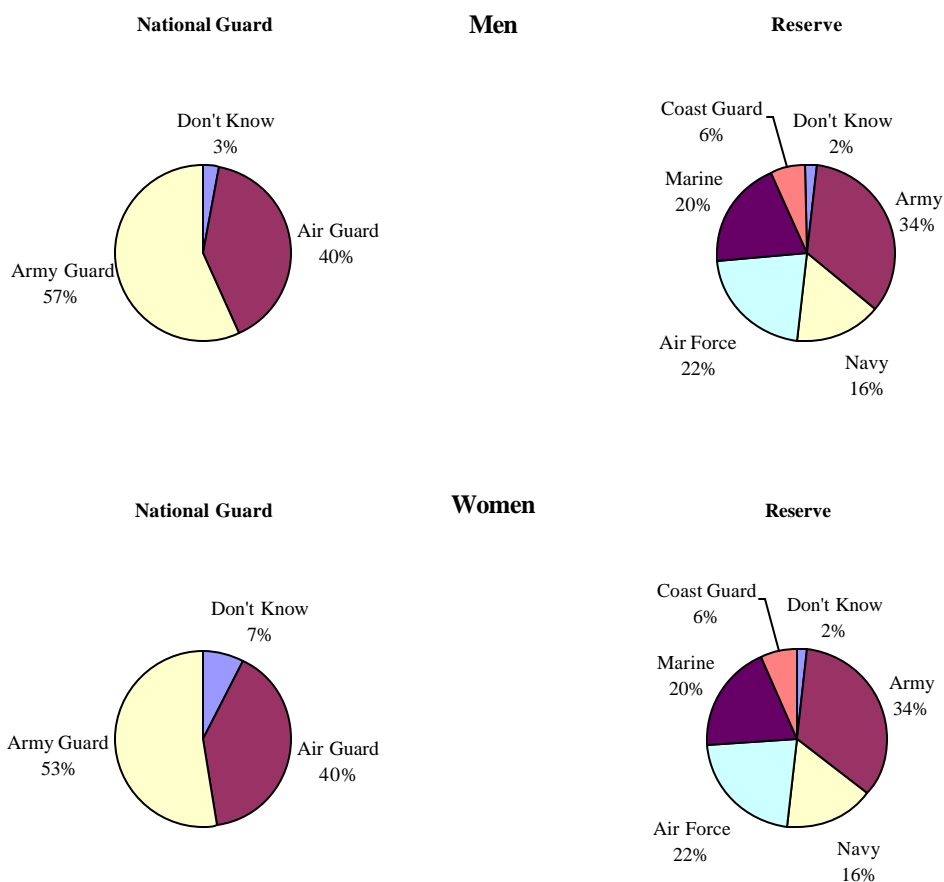 National Guard
Men
Reserve
Don't Know
3%
Air Guard
40%
Army Guard
57%
Coast Guard
6%
Don't Know
2%
Marine
20%
Army
34%
Air Force
22%
Navy
16%
National Guard
Women
Reserve
Don't Know
7%
Army Guard
53%
Air Guard
40%
Coast Guard
6%
Don't Know
2%
Marine
20%
Army
34%
Air Force
22%
Navy
16%